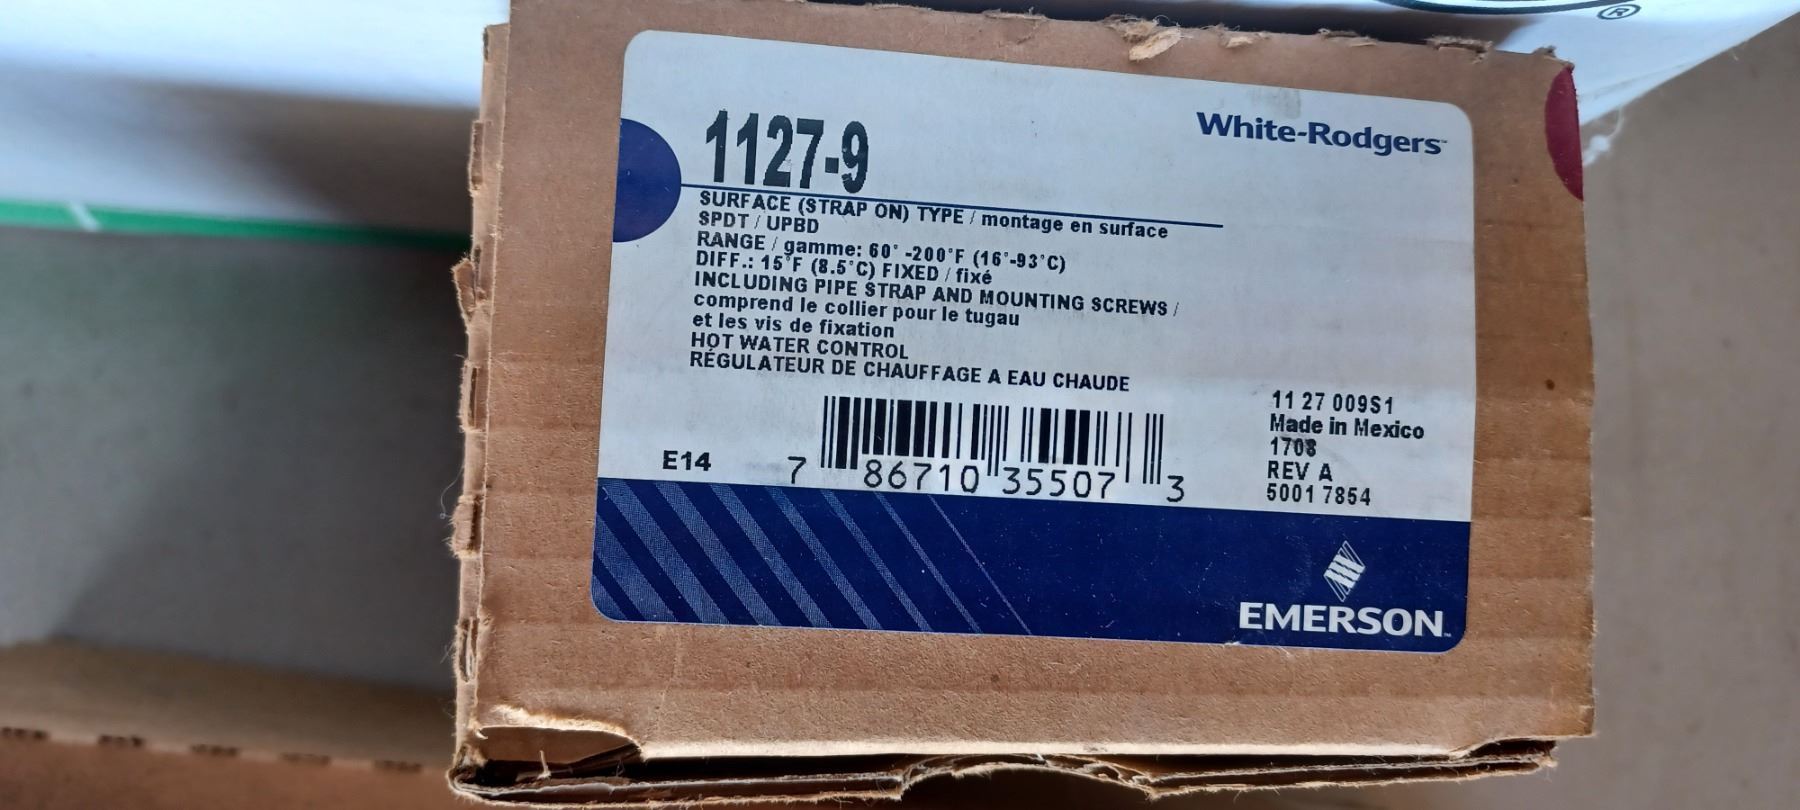 ®
White-Rodgers™
1127-9
SURFACE (STRAP ON) TYPE / montage en surface
SPDT / UPBD
RANGE / gamme: 60° -200°F (16°-93°C)
DIFF.: 15°F (8.5°C) FIXED / fixé
INCLUDING PIPE STRAP AND MOUNTING SCREWS /
comprend le collier pour le tugau
et les vis de fixation
HOT WATER CONTROL
RÉGULATEUR DE CHAUFFAGE A EAU CHAUDE
11 27 009S1
Made in Mexico
1708
REV A
5001 7854
E14
7 86710 35507 3
EMERSON™